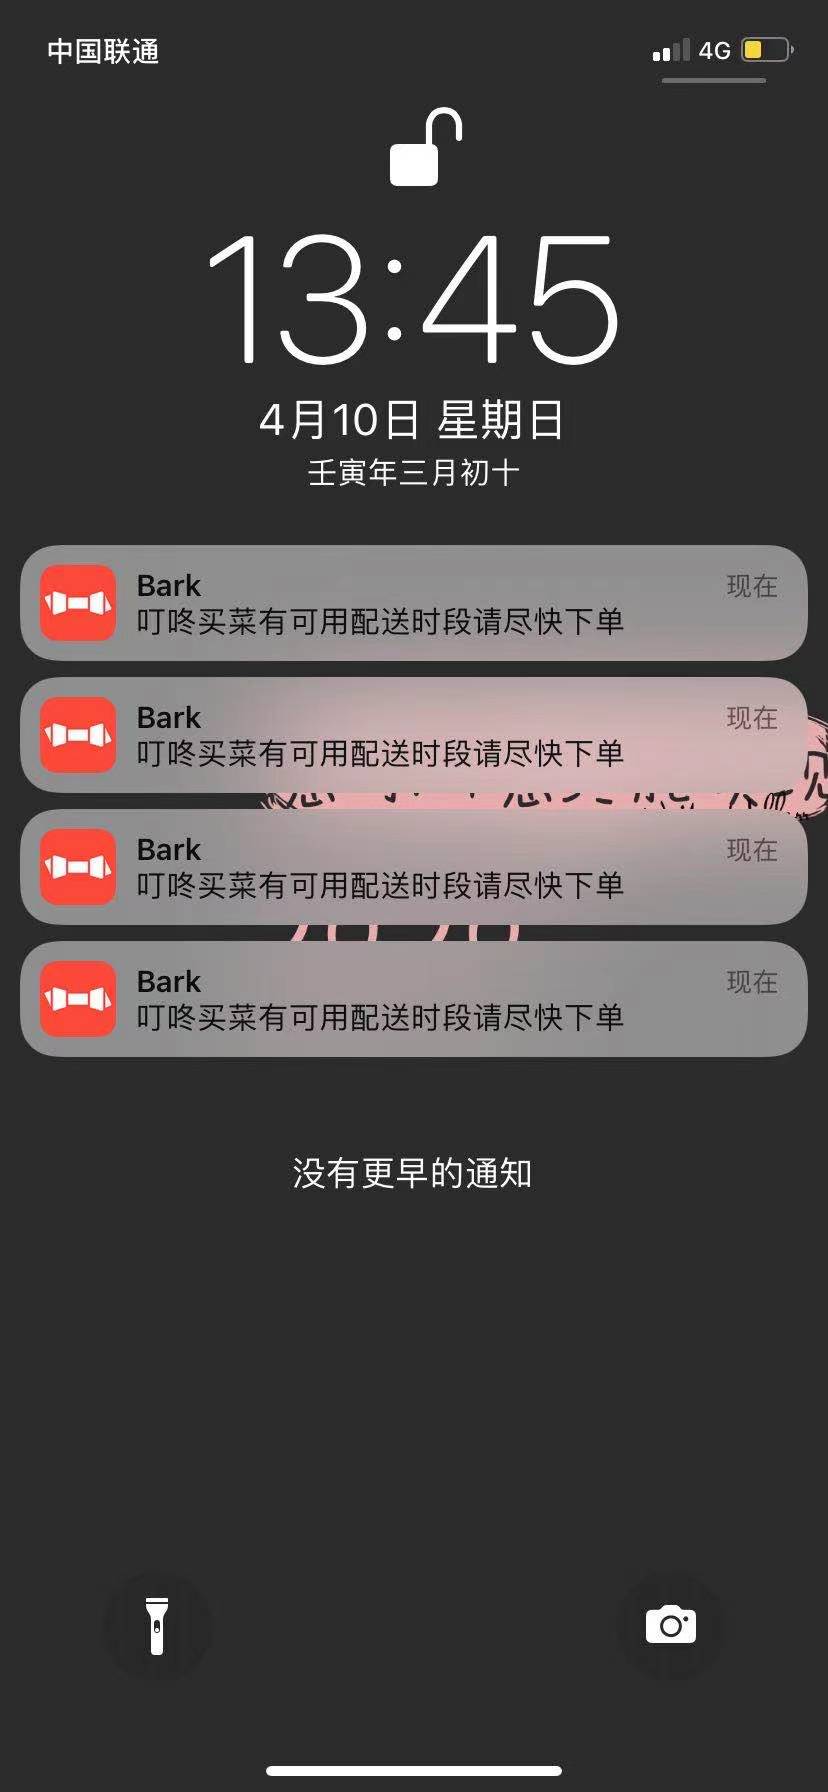 中国联通
4G
13:45
4月10日 星期日
壬寅年三月初十
Bark 现在
叮咚买菜有可用配送时段请尽快下单
Bark 现在
叮咚买菜有可用配送时段请尽快下单
Bark 现在
叮咚买菜有可用配送时段请尽快下单
Bark 现在
叮咚买菜有可用配送时段请尽快下单
没有更早的通知